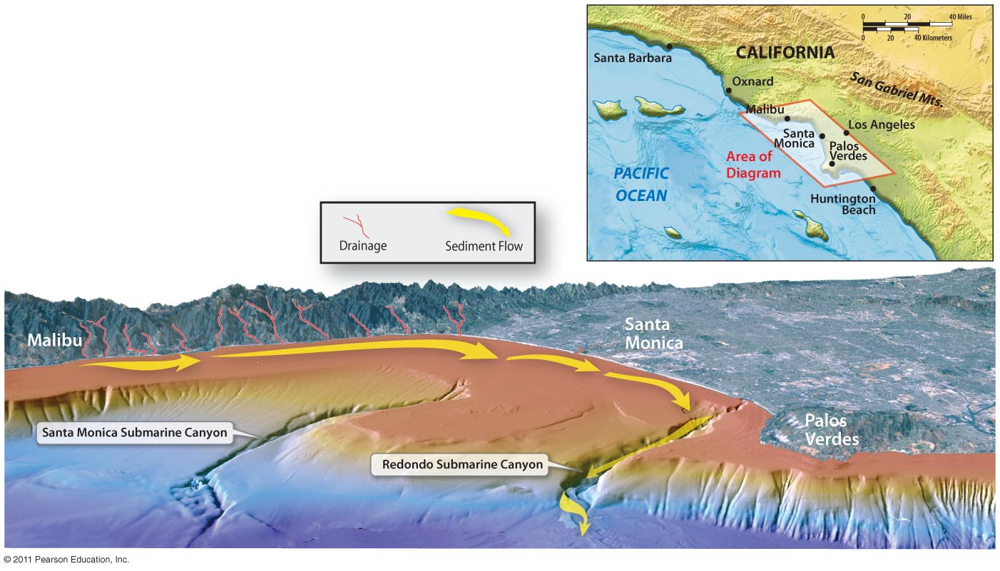 0 20 40 Miles
0 20 40 Kilometers
CALIFORNIA
Santa Barbara
Oxnard
San Gabriel Mts.
Malibu
Los Angeles
Santa
Monica
Palos
Verdes
Area of
Diagram
PACIFIC
OCEAN
Huntington
Beach
Drainage
Sediment Flow
Malibu
Santa
Monica
Santa Monica Submarine Canyon
Palos
Verdes
Redondo Submarine Canyon
© 2011 Pearson Education, Inc.